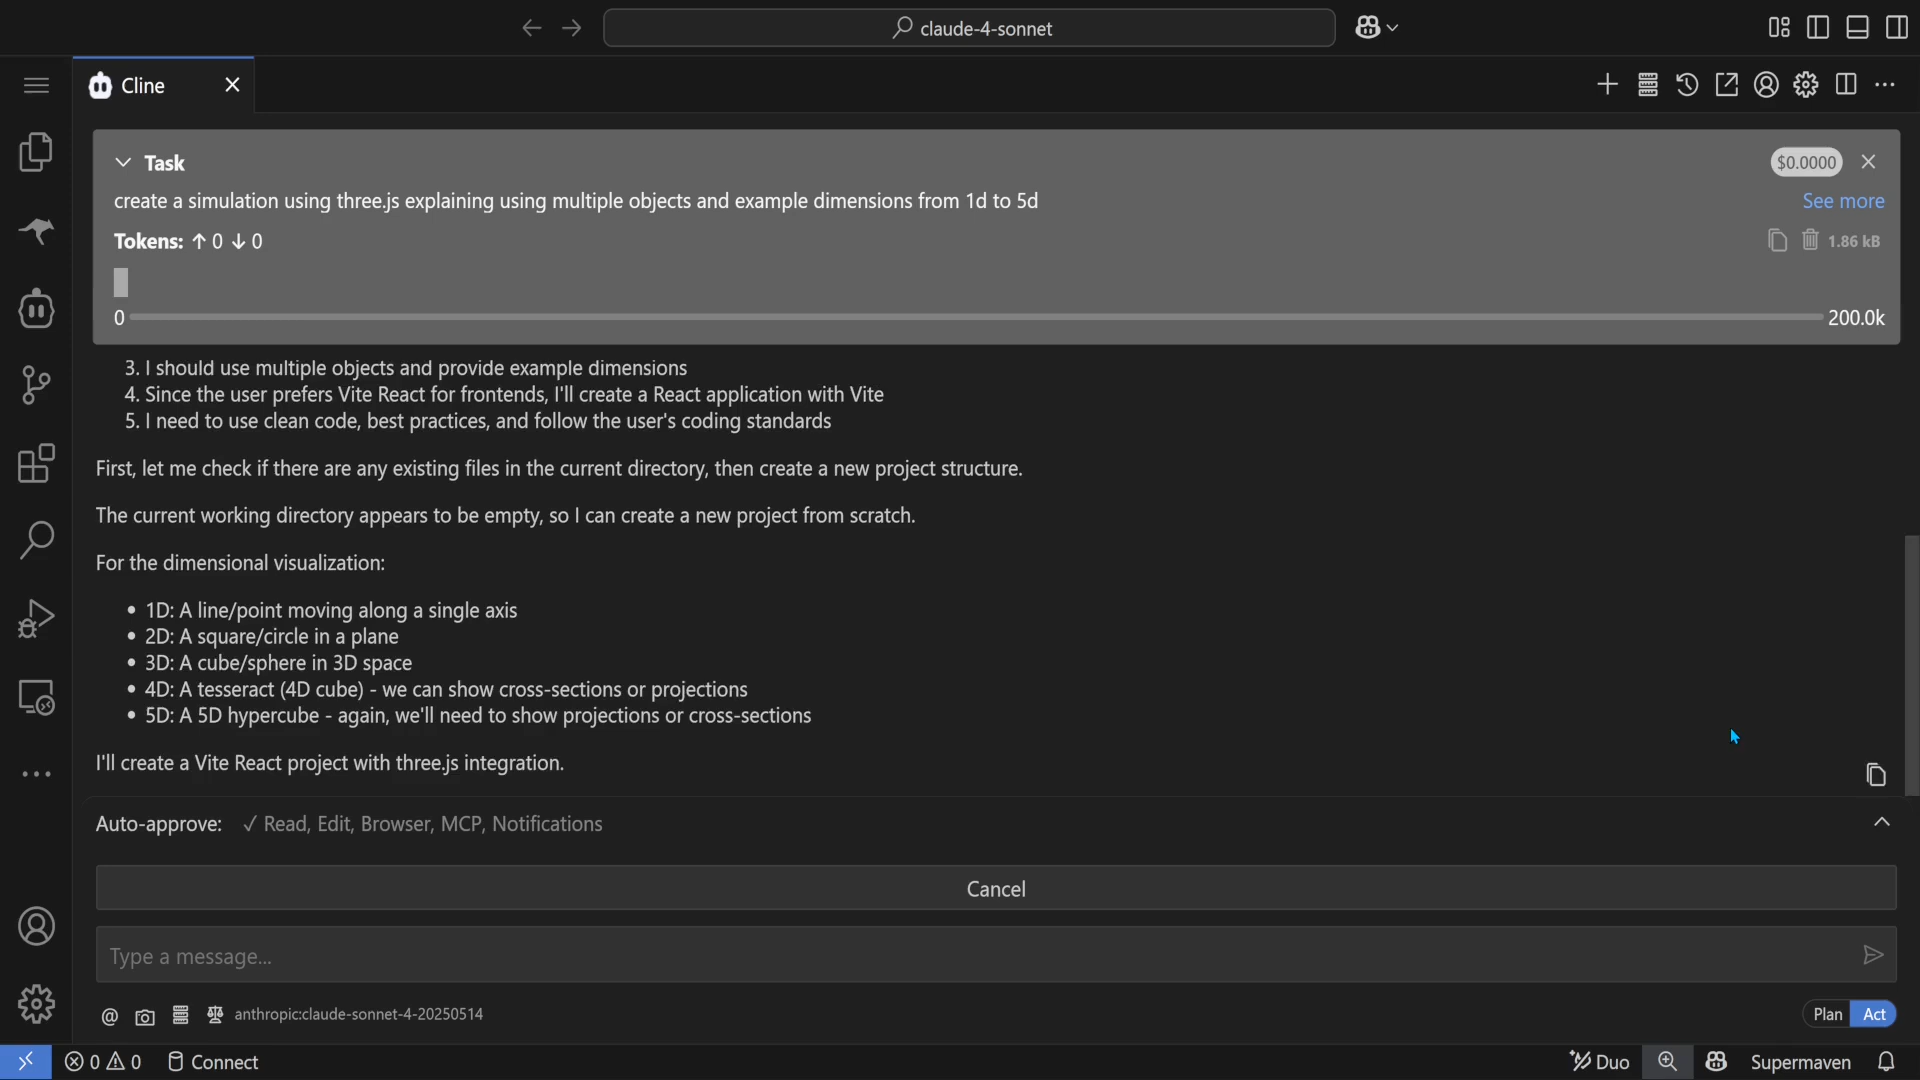 claude-4-sonnet
Cline
Task
$0.0000
create a simulation using three.js explaining using multiple objects and example dimensions from 1d to 5d
See more
Tokens: ↑ 0 ↓ 0
1.86 kB
0
200.0k
3. I should use multiple objects and provide example dimensions
4. Since the user prefers Vite React for frontends, I'll create a React application with Vite
5. I need to use clean code, best practices, and follow the user's coding standards
First, let me check if there are any existing files in the current directory, then create a new project structure.
The current working directory appears to be empty, so I can create a new project from scratch.
For the dimensional visualization:
• 1D: A line/point moving along a single axis
• 2D: A square/circle in a plane
• 3D: A cube/sphere in 3D space
• 4D: A tesseract (4D cube) - we can show cross-sections or projections
• 5D: A 5D hypercube - again, we'll need to show projections or cross-sections
I'll create a Vite React project with three.js integration.
Auto-approve: ✓ Read, Edit, Browser, MCP, Notifications
Cancel
Type a message...
@ anthropic:claude-sonnet-4-20250514
Plan Act
0 0 Connect
Duo Supermaven